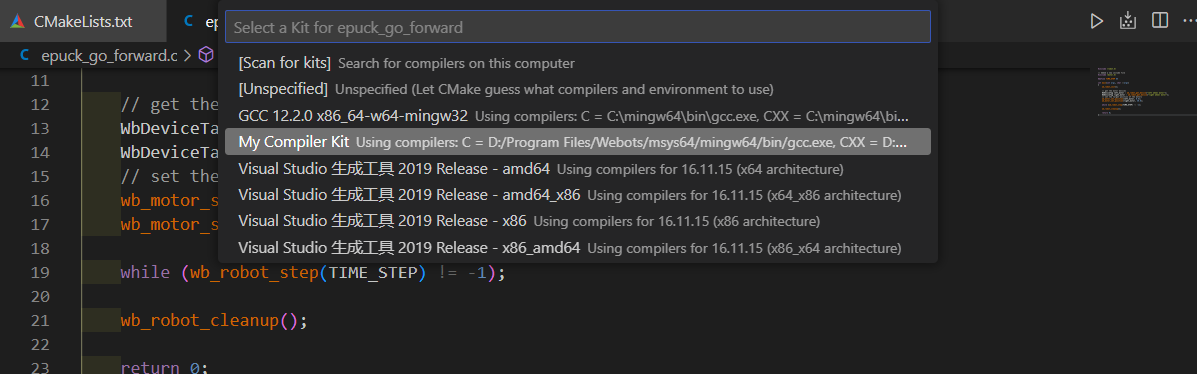 CMakeLists.txt
C ep
Select a Kit for epuck_go_forward
C epuck_go_forward.c >
[Scan for kits] Search for compilers on this computer
[Unspecified] Unspecified (Let CMake guess what compilers and environment to use)
GCC 12.2.0 x86_64-w64-mingw32 Using compilers: C = C:\mingw64\bin\gcc.exe, CXX = C:\mingw64\bi...
My Compiler Kit Using compilers: C = D:/Program Files/Webots/msys64/mingw64/bin/gcc.exe, CXX = D:...
Visual Studio 生成工具 2019 Release - amd64 Using compilers for 16.11.15 (x64 architecture)
Visual Studio 生成工具 2019 Release - amd64_x86 Using compilers for 16.11.15 (x64_x86 architecture)
Visual Studio 生成工具 2019 Release - x86 Using compilers for 16.11.15 (x86 architecture)
Visual Studio 生成工具 2019 Release - x86_amd64 Using compilers for 16.11.15 (x86_x64 architecture)
11
12 // get the
13 WbDeviceTa
14 WbDeviceTa
15 // set the
16 wb_motor_s
17 wb_motor_s
18
19 while (wb_robot_step(TIME_STEP) != -1);
20
21 wb_robot_cleanup();
22
23 return 0;